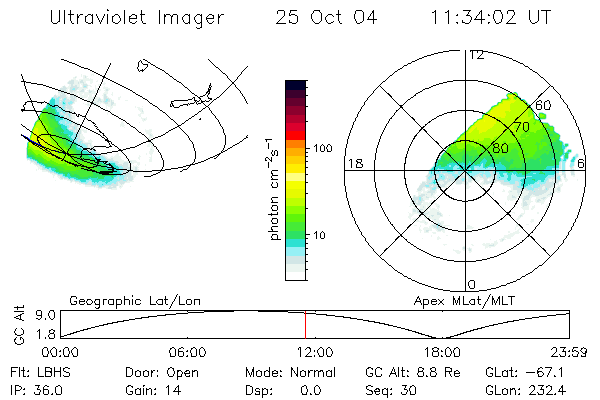 Ultraviolet Imager 25 Oct 04 11:34:02 UT
12
60
70
80
18 6
0
100
10
photon cm−2s−1
Geographic Lat/Lon Apex MLat/MLT
GC Alt
9.0
1.8
00:00 06:00 12:00 18:00 23:59
Flt: LBHS Door: Open Mode: Normal GC Alt: 8.8 Re GLat: −67.1
IP: 36.0 Gain: 14 Dsp: 0.0 Seq: 30 GLon: 232.4